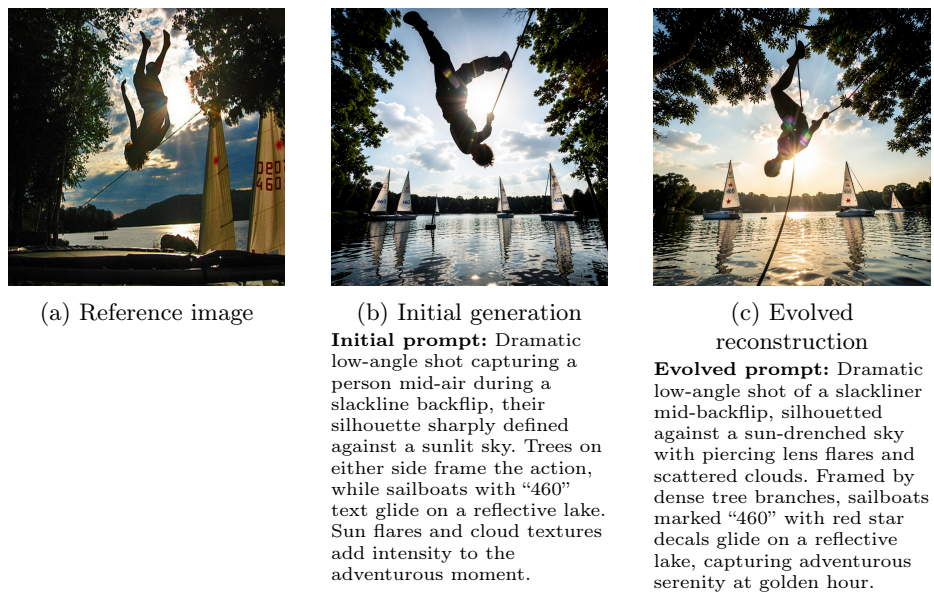 0807
460
460
460
460
460
(a) Reference image
(b) Initial generation
Initial prompt: Dramatic
low-angle shot capturing a
person mid-air during a
slackline backflip, their
silhouette sharply defined
against a sunlit sky. Trees on
either side frame the action,
while sailboats with “460”
text glide on a reflective lake.
Sun flares and cloud textures
add intensity to the
adventurous moment.
(c) Evolved
reconstruction
Evolved prompt: Dramatic
low-angle shot of a slackliner
mid-backflip, silhouetted
against a sun-drenched sky
with piercing lens flares and
scattered clouds. Framed by
dense tree branches, sailboats
marked “460” with red star
decals glide on a reflective
lake, capturing adventurous
serenity at golden hour.